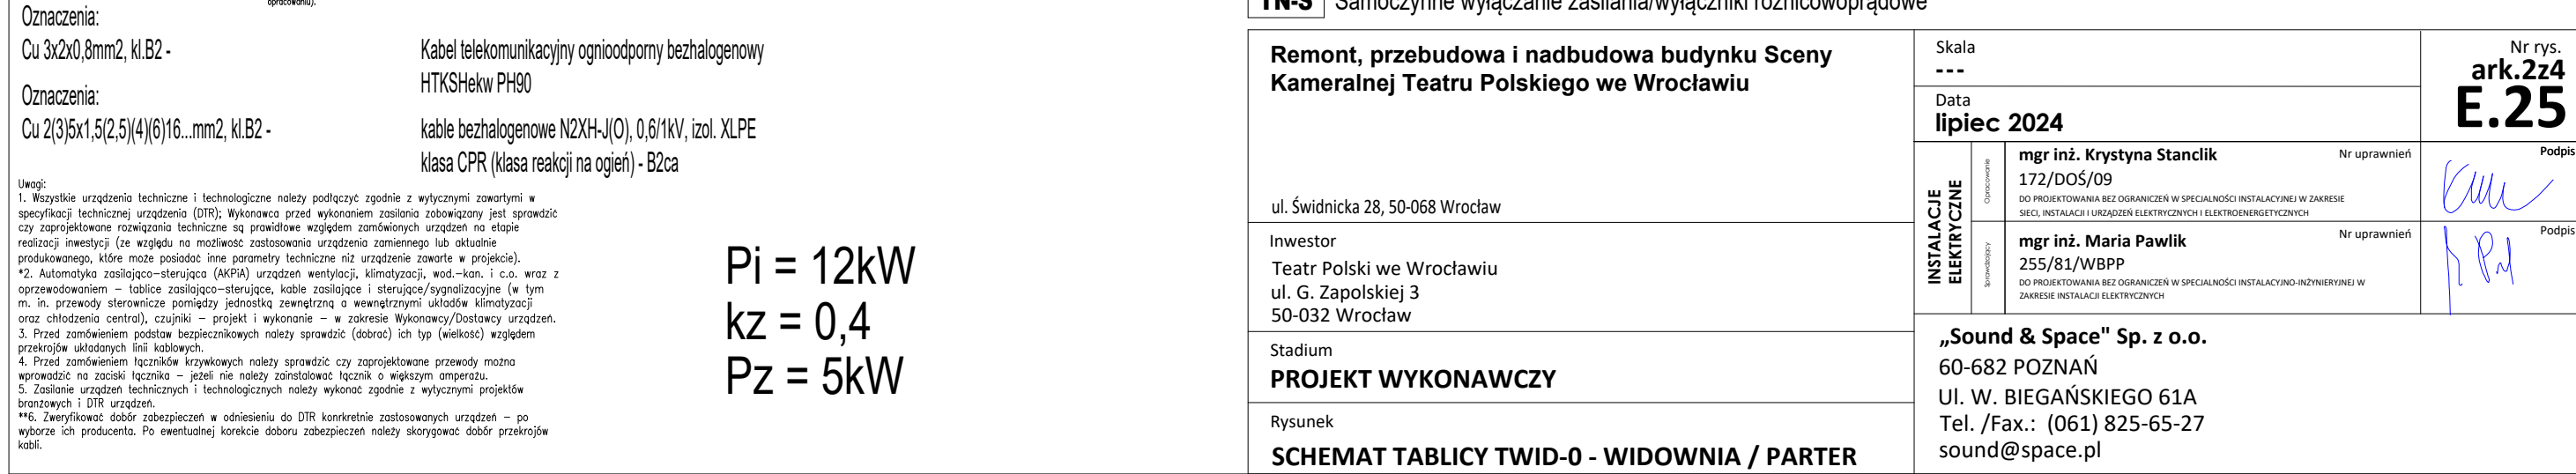 opracowaniu).
Oznaczenia:
Cu 3x2x0,8mm2, kl.B2 -
Kabel telekomunikacyjny ognioodporny bezhalogenowy
HTKSHekw PH90
Oznaczenia:
Cu 2(3)5x1,5(2,5)(4)(6)16...mm2, kl.B2 -
kable bezhalogenowe N2XH-J(O), 0,6/1kV, izol. XLPE
klasa CPR (klasa reakcji na ogień) - B2ca
Uwagi:
1. Wszystkie urządzenia techniczne i technologiczne należy podłączyć zgodnie z wytycznymi zawartymi w
specyfikacji technicznej urządzenia (DTR); Wykonawca przed wykonaniem zasilania zobowiązany jest sprawdzić
czy zaprojektowane rozwiązania techniczne są prawidłowe względem zamówionych urządzeń na etapie
realizacji inwestycji (ze względu na możliwość zastosowania urządzenia zamiennego lub aktualnie
produkowanego, które może posiadać inne parametry techniczne niż urządzenie zawarte w projekcie).
*2. Automatyka zasilająco-sterująca (AKPiA) urządzeń wentylacji, klimatyzacji, wod.-kan. i c.o. wraz z
oprzewodowaniem – tablice zasilająco-sterujące, kable zasilające i sterujące/sygnalizacyjne (w tym
m. in. przewody sterownicze pomiędzy jednostką zewnętrzną a wewnętrznymi układów klimatyzacji
oraz chłodzenia central), czujniki – projekt i wykonanie – w zakresie Wykonawcy/Dostawcy urządzeń.
3. Przed zamówieniem podstaw bezpiecznikowych należy sprawdzić (dobrać) ich typ (wielkość) względem
przekrojów układanych linii kablowych.
4. Przed zamówieniem łączników krzywkowych należy sprawdzić czy zaprojektowane przewody można
wprowadzić na zaciski łącznika – jeżeli nie należy zainstalować łącznik o większym amperażu.
5. Zasilanie urządzeń technicznych i technologicznych należy wykonać zgodnie z wytycznymi projektów
branżowych i DTR urządzeń.
**6. Zweryfikować dobór zabezpieczeń w odniesieniu do DTR konrkretnie zastosowanych urządzeń – po
wyborze ich producenta. Po ewentualnej korekcie doboru zabezpieczeń należy skorygować dobór przekrojów
kabli.
Pi = 12kW
kz = 0,4
Pz = 5kW
TN-S Samoczynne wyłączanie zasilania/wyłączniki różnicowoprądowe
Remont, przebudowa i nadbudowa budynku Sceny
Kameralnej Teatru Polskiego we Wrocławiu
ul. Świdnicka 28, 50-068 Wrocław
Inwestor
Teatr Polski we Wrocławiu
ul. G. Zapolskiej 3
50-032 Wrocław
Stadium
PROJEKT WYKONAWCZY
Rysunek
SCHEMAT TABLICY TWID-0 - WIDOWNIA / PARTER
Skala
---
Data
lipiec 2024
Nr rys.
ark.2z4
E.25
INSTALACJE
ELEKTRYCZNE
Opracowanie
mgr inż. Krystyna Stanclik
Nr uprawnień
172/DOŚ/09
DO PROJEKTOWANIA BEZ OGRANICZEŃ W SPECJALNOŚCI INSTALACYJNEJ W ZAKRESIE
SIECI, INSTALACJI I URZĄDZEŃ ELEKTRYCZNYCH I ELEKTROENERGETYCZNYCH
Podpis
Sprawdzający
mgr inż. Maria Pawlik
Nr uprawnień
255/81/WBPP
DO PROJEKTOWANIA BEZ OGRANICZEŃ W SPECJALNOŚCI INSTALACYJNO-INŻYNIERYJNEJ W
ZAKRESIE INSTALACJI ELEKTRYCZNYCH
Podpis
„Sound & Space" Sp. z o.o.
60-682 POZNAŃ
Ul. W. BIEGAŃSKIEGO 61A
Tel. /Fax.: (061) 825-65-27
sound@space.pl